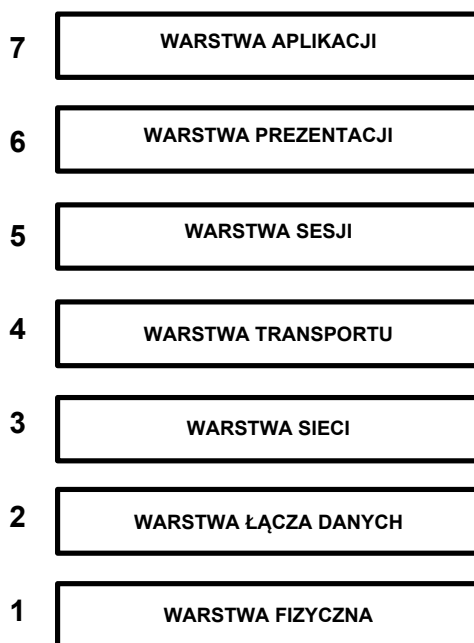 7 WARSTWA APLIKACJI
6 WARSTWA PREZENTACJI
5 WARSTWA SESJI
4 WARSTWA TRANSPORTU
3 WARSTWA SIECI
2 WARSTWA ŁĄCZA DANYCH
1 WARSTWA FIZYCZNA